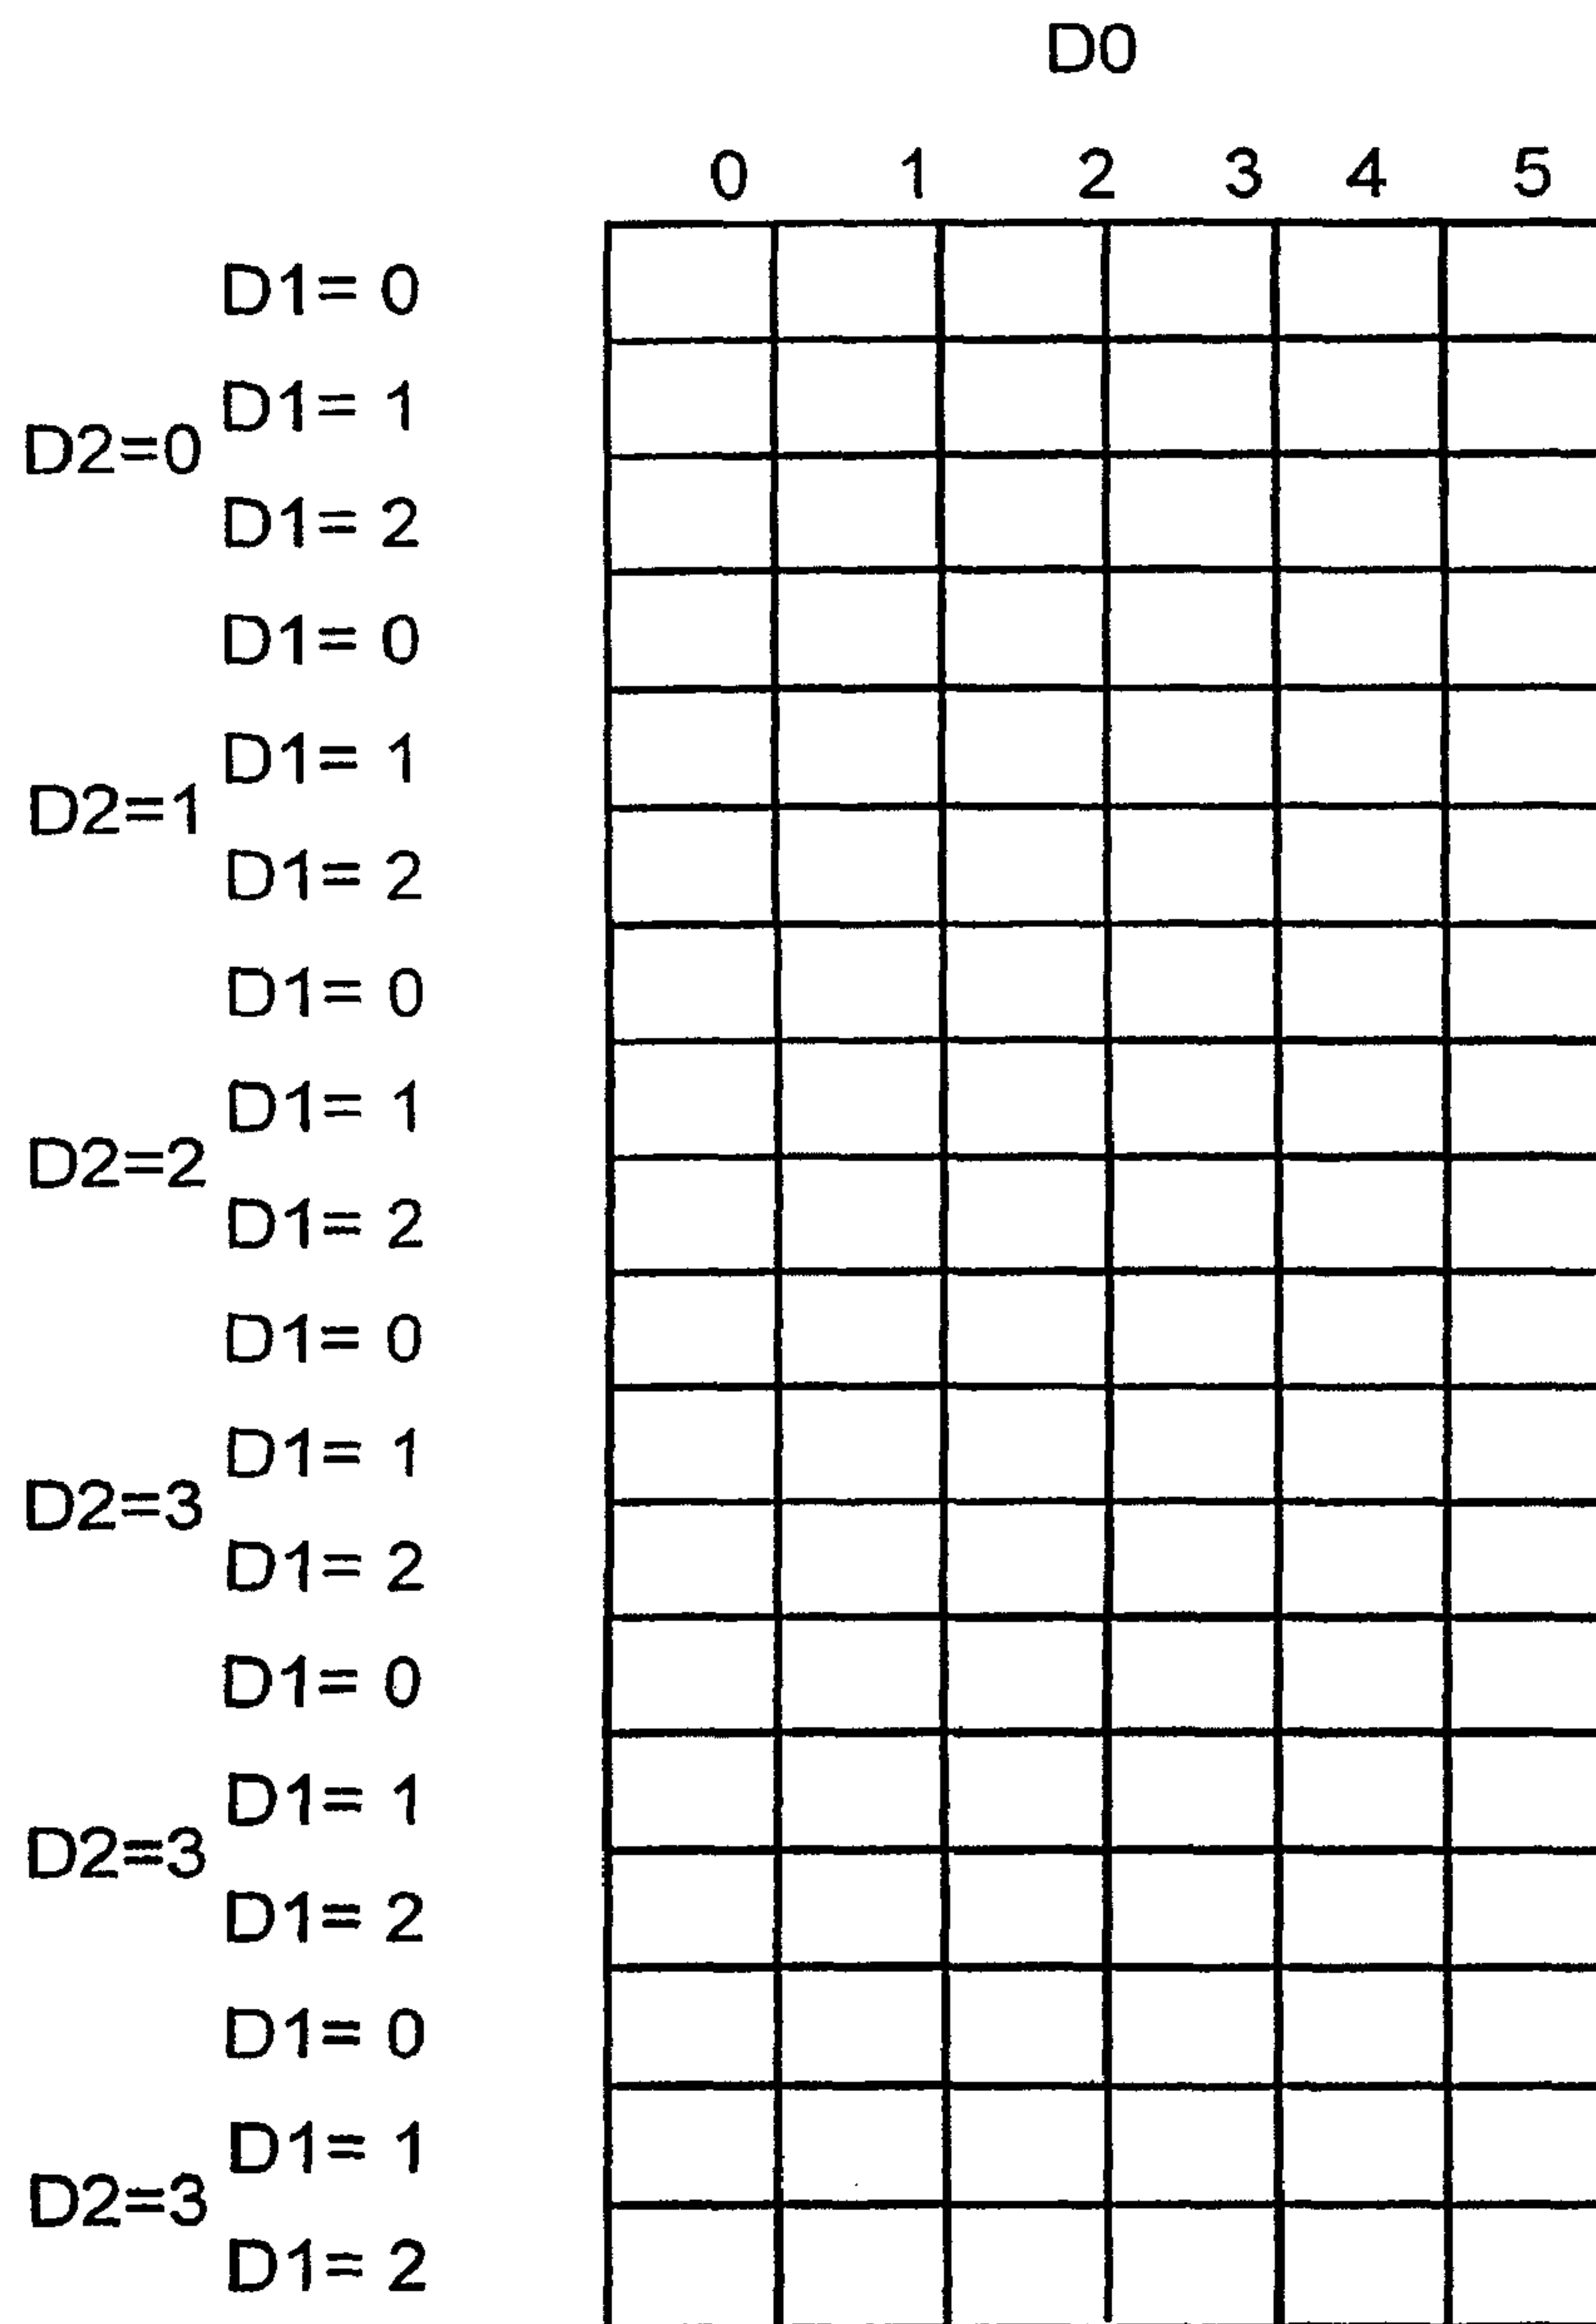 D0
0 1 2 3 4 5
D1= 0
D1= 1
D2=0
D1= 2
D1= 0
D1= 1
D2=1
D1= 2
D1= 0
D1= 1
D2=2
D1= 2
D1= 0
D1= 1
D2=3
D1= 2
D1= 0
D1= 1
D2=3
D1= 2
D1= 0
D1= 1
D2=3
D1= 2